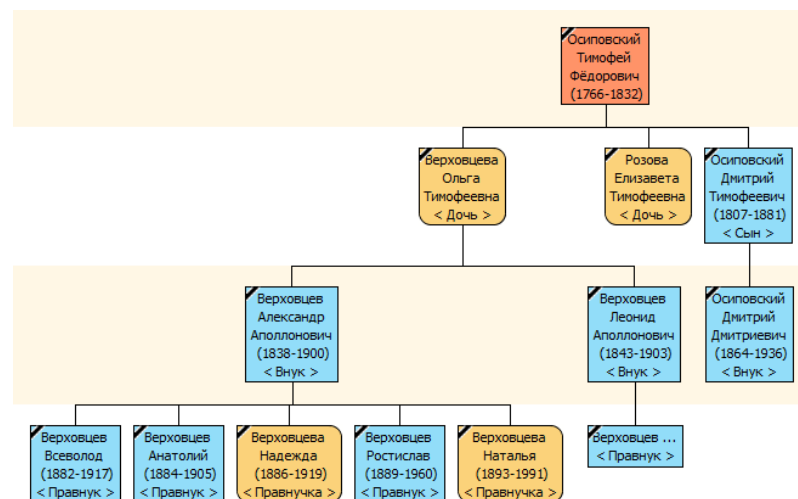 Осиповский
Тимофей
Фёдорович
(1766-1832)
Верховцева
Ольга
Тимофеевна
< Дочь >
Розова
Елизавета
Тимофеевна
< Дочь >
Осиповский
Дмитрий
Тимофеевич
(1807-1881)
< Сын >
Верховцев
Александр
Аполлонович
(1838-1900)
< Внук >
Верховцев
Леонид
Аполлонович
(1843-1903)
< Внук >
Осиповский
Дмитрий
Дмитриевич
(1864-1936)
< Внук >
Верховцев
Всеволод
(1882-1917)
< Правнук >
Верховцев
Анатолий
(1884-1905)
< Правнук >
Верховцева
Надежда
(1886-1919)
< Правнучка >
Верховцев
Ростислав
(1889-1960)
< Правнук >
Верховцева
Наталья
(1893-1991)
< Правнучка >
Верховцев ...
< Правнук >